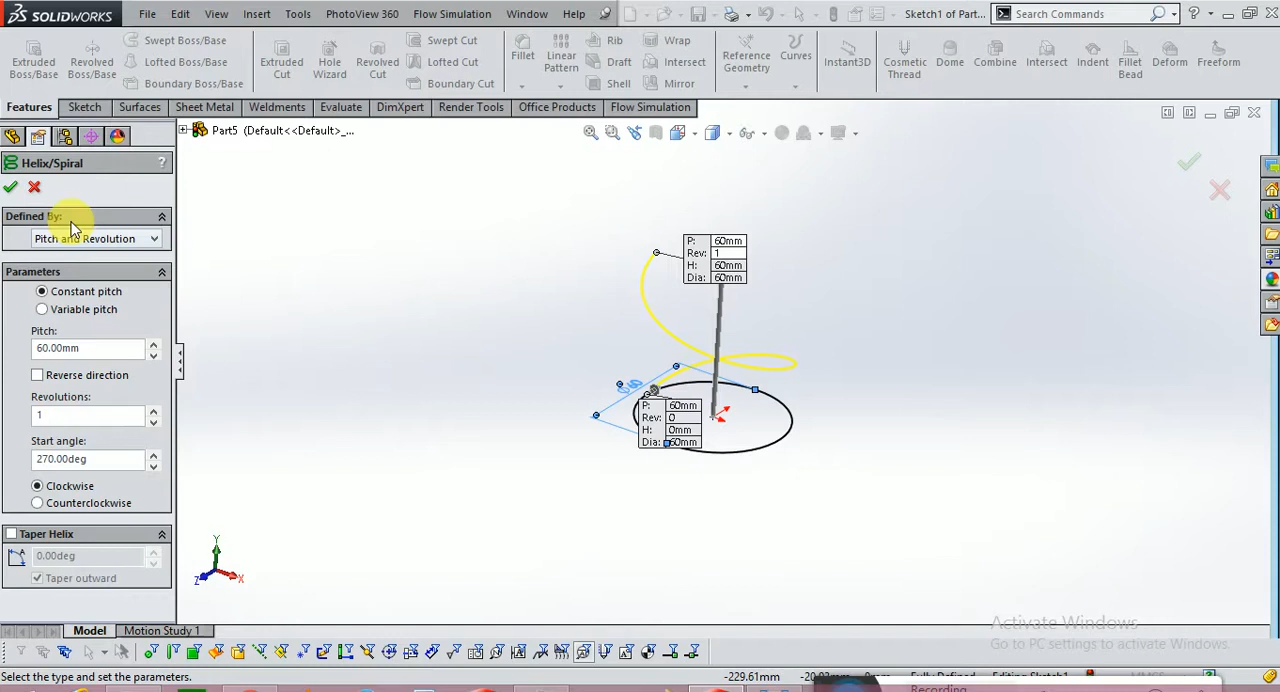 SOLIDWORKS File Edit View Insert Tools PhotoView 360 Flow Simulation Window Help Sketch1 of Part... Search Commands
Extruded Boss/Base Revolved Boss/Base Swept Boss/Base Lofted Boss/Base Boundary Boss/Base Extruded Cut Hole Wizard Revolved Cut Swept Cut Lofted Cut Boundary Cut Fillet Linear Pattern Rib Draft Shell Wrap Intersect Mirror Reference Geometry Curves Instant3D Cosmetic Thread Dome Combine Intersect Indent Fillet Bead Deform Freeform
Features Sketch Surfaces Sheet Metal Weldments Evaluate DimXpert Render Tools Office Products Flow Simulation
Part5 (Default<<Default>_...
Helix/Spiral ?
Defined By:
Pitch and Revolution
Parameters
Constant pitch
Variable pitch
Pitch:
60.00mm
Reverse direction
Revolutions:
1
Start angle:
270.00deg
Clockwise
Counterclockwise
Taper Helix
0.00deg
Taper outward
P: 60mm
Rev: 1
H: 60mm
Dia: 60mm
P: 60mm
Rev: 0
H: 0mm
Dia: 60mm
Y
Z X
Activate Windows
Go to PC settings to activate Windows.
Model Motion Study 1
Select the type and set the parameters. Fully Defined Editing Sketch1
Recording